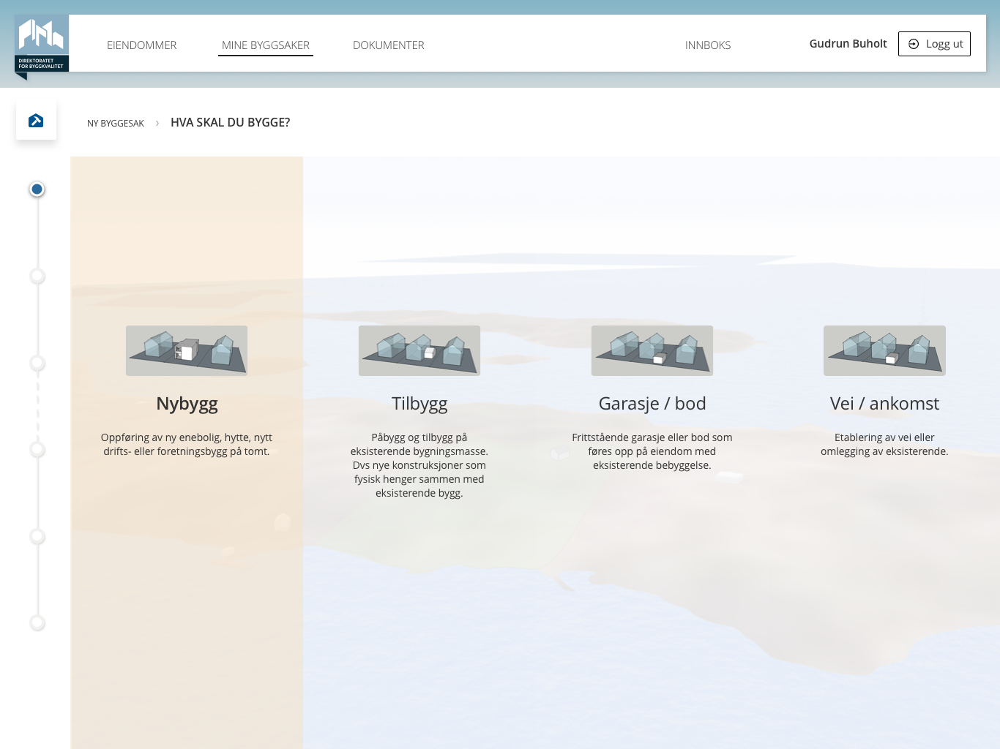 DIREKTORATET
FOR BYGGKVALITET
EIENDOMMER
MINE BYGGSAKER
DOKUMENTER
INNBOKS
Gudrun Buholt
Logg ut
NY BYGGESAK › HVA SKAL DU BYGGE?
Nybygg
Oppføring av ny enebolig, hytte, nytt
drifts- eller foretningsbygg på tomt.
Tilbygg
Påbygg og tilbygg på
eksisterende bygningsmasse.
Dvs nye konstruksjoner som
fysisk henger sammen med
eksisterende bygg.
Garasje / bod
Frittstående garasje eller bod som
føres opp på eiendom med
eksisterende bebyggelse.
Vei / ankomst
Etablering av vei eller
omlegging av eksisterende.